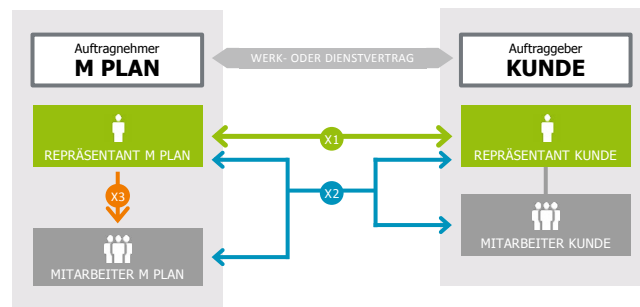 Auftragnehmer
M PLAN
WERK- ODER DIENSTVERTRAG
Auftraggeber
KUNDE
REPRÄSENTANT M PLAN
X1
REPRÄSENTANT KUNDE
X3
X2
MITARBEITER M PLAN
MITARBEITER KUNDE